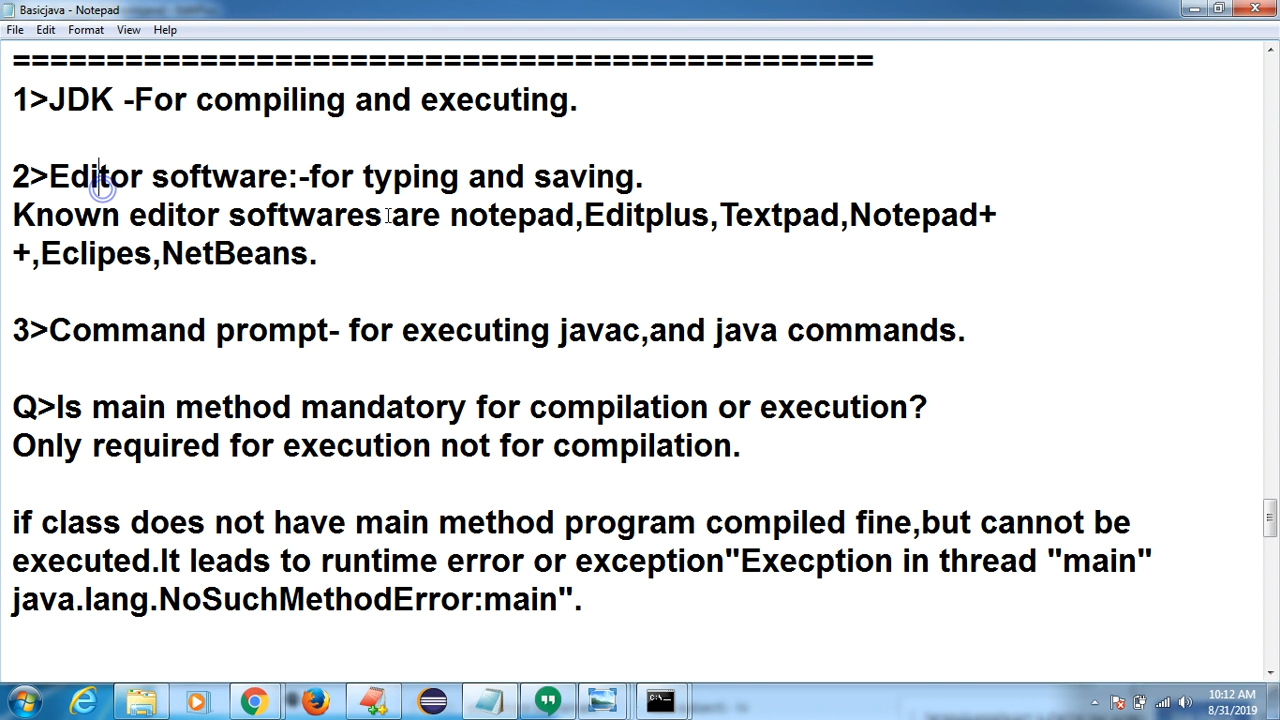 Basicjava - Notepad
File Edit Format View Help
==============================================
1>JDK -For compiling and executing.
2>Editor software:-for typing and saving.
Known editor softwares are notepad,Editplus,Textpad,Notepad+
+,Eclipes,NetBeans.
3>Command prompt- for executing javac,and java commands.
Q>Is main method mandatory for compilation or execution?
Only required for execution not for compilation.
if class does not have main method program compiled fine,but cannot be
executed.It leads to runtime error or exception"Execption in thread "main"
java.lang.NoSuchMethodError:main".
10:12 AM
8/31/2019